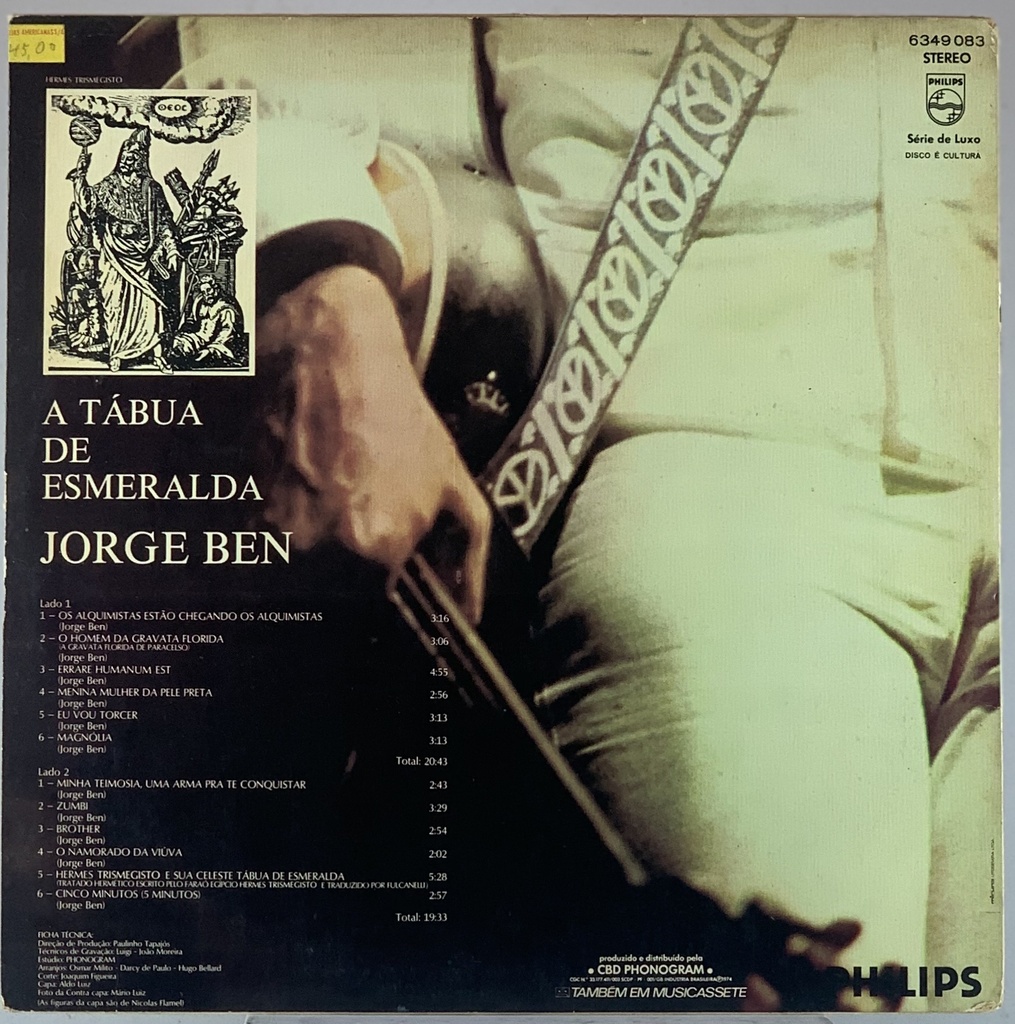 45,00
HERMES TRISMEGISTO
ΘΕΟC
6349 083
STEREO
PHILIPS
Série de Luxo
DISCO É CULTURA
A TÁBUA
DE
ESMERALDA
JORGE BEN
Lado 1
1 – OS ALQUIMISTAS ESTÃO CHEGANDO OS ALQUIMISTAS 3:16
(Jorge Ben)
2 – O HOMEM DA GRAVATA FLORIDA 3:06
(A GRAVATA FLORIDA DE PARACELSO)
(Jorge Ben)
3 – ERRARE HUMANUM EST 4:55
(Jorge Ben)
4 – MENINA MULHER DA PELE PRETA 2:56
(Jorge Ben)
5 – EU VOU TORCER 3:13
(Jorge Ben)
6 – MAGNÓLIA 3:13
(Jorge Ben)
Total: 20:43
Lado 2
1 – MINHA TEIMOSIA, UMA ARMA PRA TE CONQUISTAR 2:43
(Jorge Ben)
2 – ZUMBI 3:29
(Jorge Ben)
3 – BROTHER 2:54
(Jorge Ben)
4 – O NAMORADO DA VIÚVA 2:02
(Jorge Ben)
5 – HERMES TRISMEGISTO E SUA CELESTE TÁBUA DE ESMERALDA 5:28
(TRATADO HERMÉTICO ESCRITO PELO FARAÓ EGÍPCIO HERMES TRISMEGISTO E TRADUZIDO POR FULCANELLI)
6 – CINCO MINUTOS (5 MINUTOS) 2:57
(Jorge Ben)
Total: 19:33
FICHA TÉCNICA:
Direção de Produção: Paulinho Tapajós
Técnicos de Gravação: Luigi - João Moreira
Estúdio: PHONOGRAM
Arranjos: Osmar Milito - Darcy de Paulo - Hugo Bellard
Corte: Joaquim Figueira
Capa: Aldo Luiz
Foto da Contra capa: Mário Luiz
(As figuras da capa são de Nicolas Flamel)
produzido e distribuído pela
• CBD PHONOGRAM •
INDÚSTRIA BRASILEIRA Ⓟ 1974
TAMBÉM EM MUSICASSETE
PHILIPS